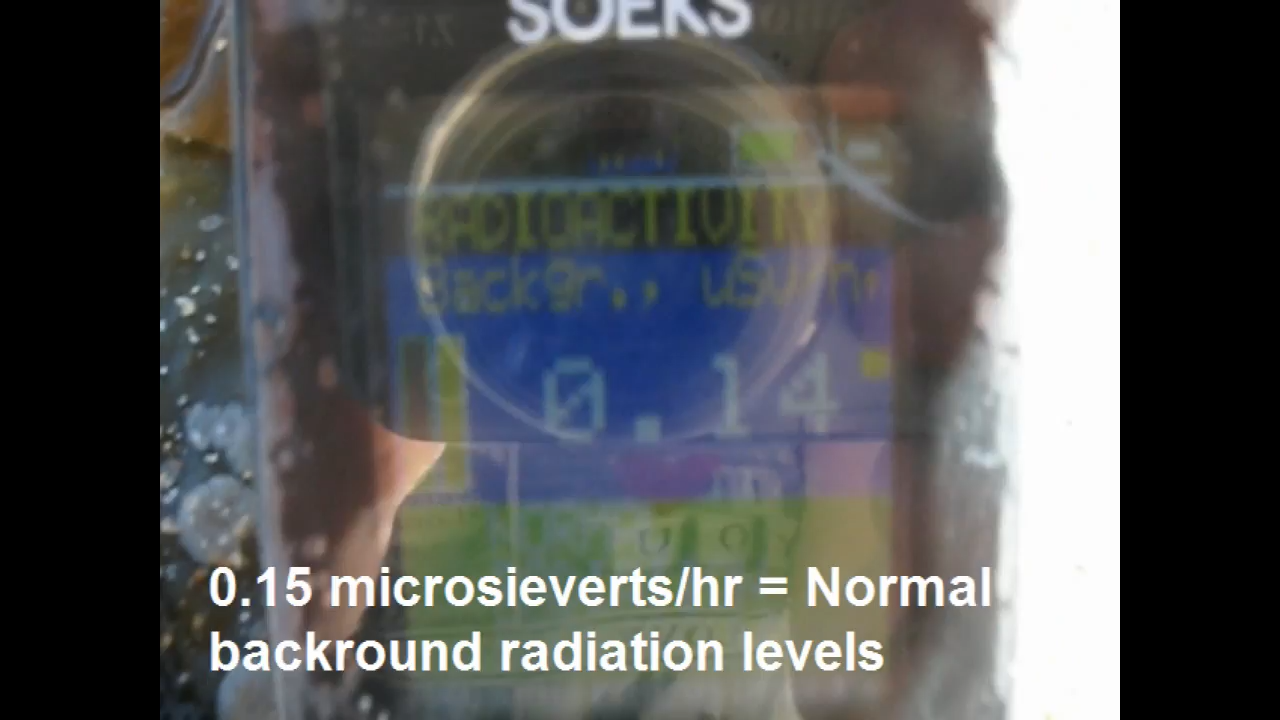 SOEKS
RADIOACTIVITY
Backgr., uSv/h,
0.14
0.15 microsieverts/hr = Normal
backround radiation levels